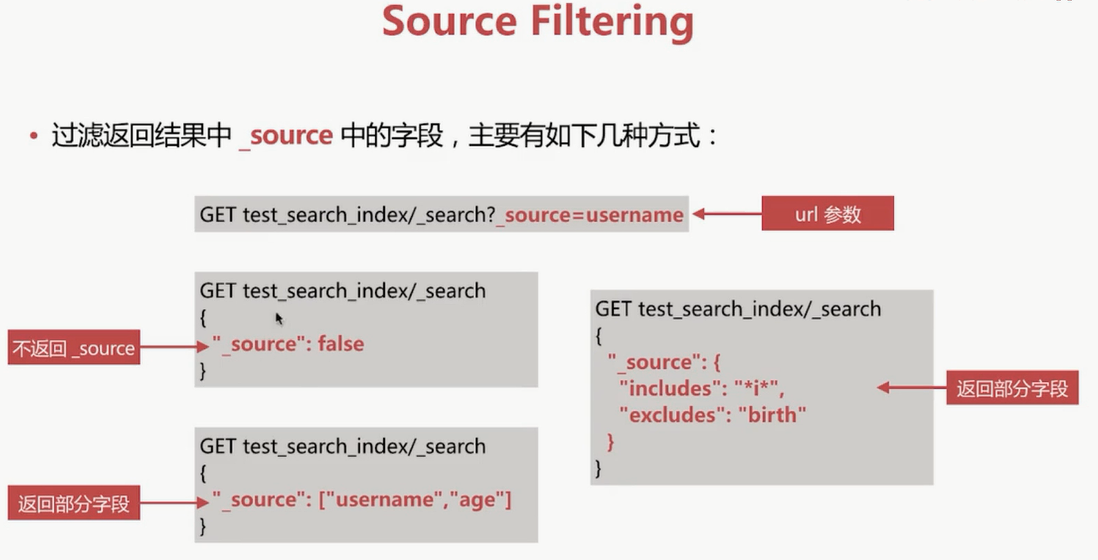 Source Filtering
• 过滤返回结果中 _source 中的字段，主要有如下几种方式：
GET test_search_index/_search?_source=username
url 参数
GET test_search_index/_search
{
"_source": false
}
不返回 _source
GET test_search_index/_search
{
"_source": {
"includes": "*i*",
"excludes": "birth"
}
}
返回部分字段
GET test_search_index/_search
{
"_source": ["username","age"]
}
返回部分字段